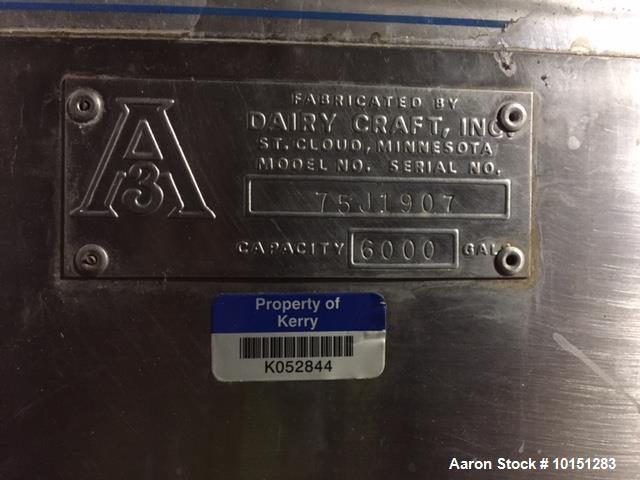 A
3
FABRICATED BY
DAIRY CRAFT, INC.
ST. CLOUD, MINNESOTA
MODEL NO. SERIAL NO.
75J1907
CAPACITY 6000 GAL
Property of
Kerry
K052844
Aaron Stock # 10151283